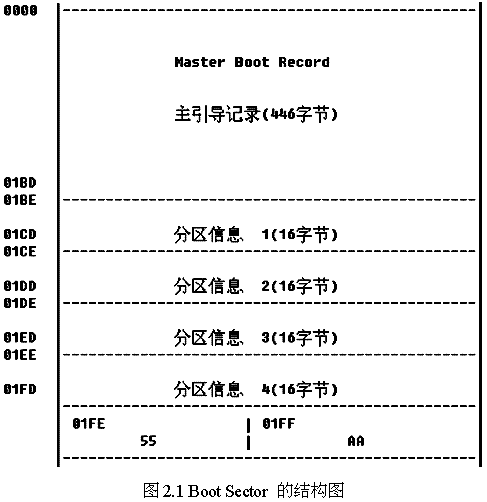 0000
Master Boot Record
主引导记录(446字节)
01BD
01BE
01CD 分区信息 1(16字节)
01CE
01DD 分区信息 2(16字节)
01DE
01ED 分区信息 3(16字节)
01EE
01FD 分区信息 4(16字节)
01FE 01FF
55 AA
图2.1 Boot Sector 的结构图